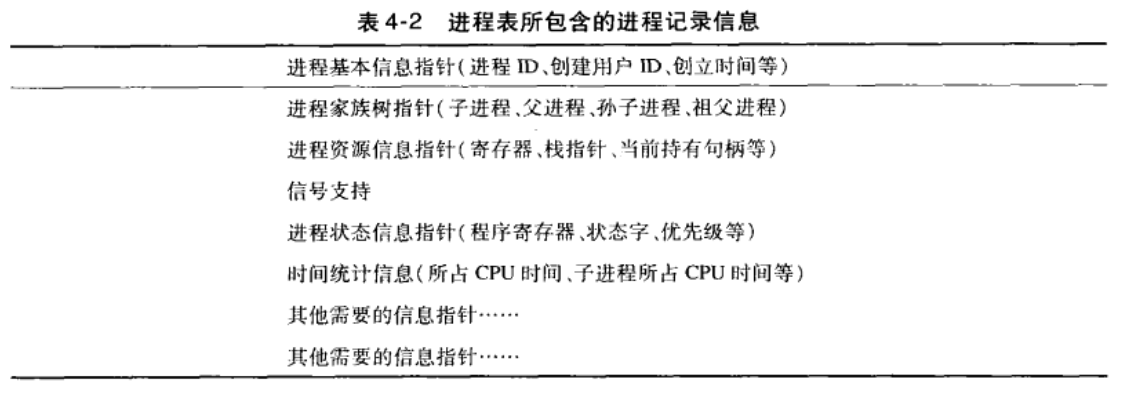 表 4-2 进程表所包含的进程记录信息
进程基本信息指针(进程 ID、创建用户 ID、创立时间等)
进程家族树指针(子进程、父进程、孙子进程、祖父进程)
进程资源信息指针(寄存器、栈指针、当前持有句柄等)
信号支持
进程状态信息指针(程序寄存器、状态字、优先级等)
时间统计信息(所占 CPU 时间、子进程所占 CPU 时间等)
其他需要的信息指针……
其他需要的信息指针……